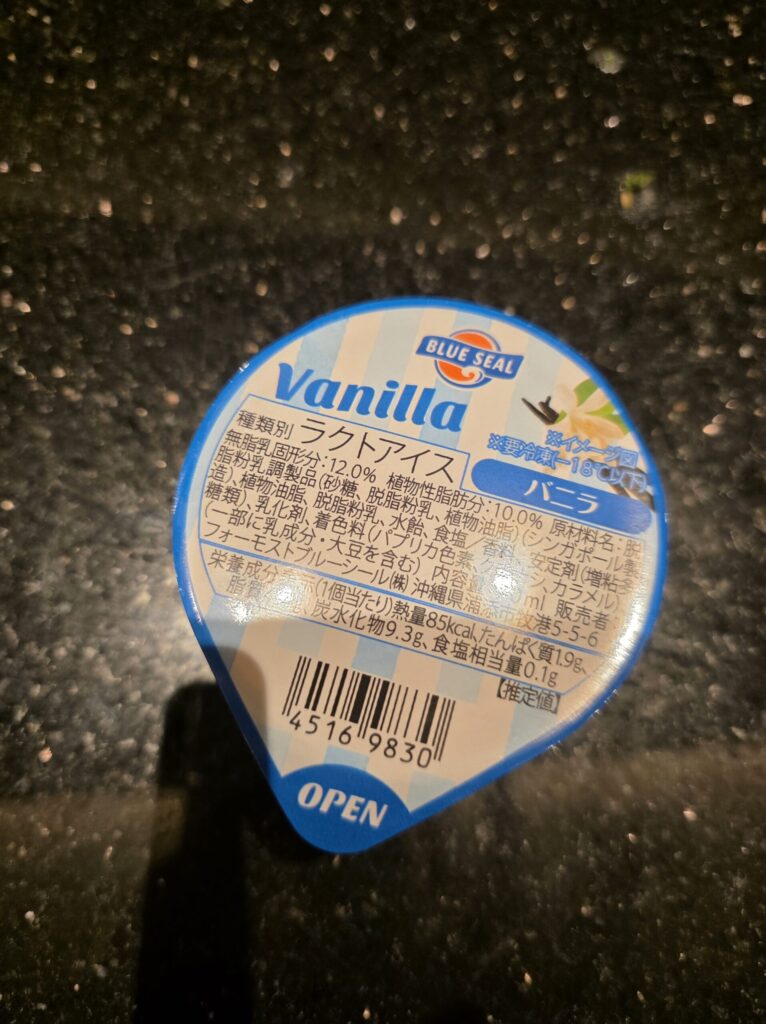 BLUE SEAL
Vanilla
※イメージ図
※要冷凍(−18℃以下)
バニラ
種類別 ラクトアイス
無脂乳固形分:12.0% 植物性脂肪分:10.0% 原材料名:脱
脂粉乳調製品(砂糖、脱脂粉乳、植物油脂)(シンガポール製
造)、植物油脂、脱脂粉乳、水飴、食塩/香料、安定剤(増粘多
糖類)、乳化剤、着色料(パプリカ色素、カラメル)
(一部に乳成分・大豆を含む) 内容量 ml 販売者:
フォーモストブルーシール㈱ 沖縄県浦添市牧港5-5-6
栄養成分 (1個当たり)熱量85kcal、たんぱく質1.9g、
脂 炭水化物9.3g、食塩相当量0.1g
【推定値】
4516 9830
OPEN